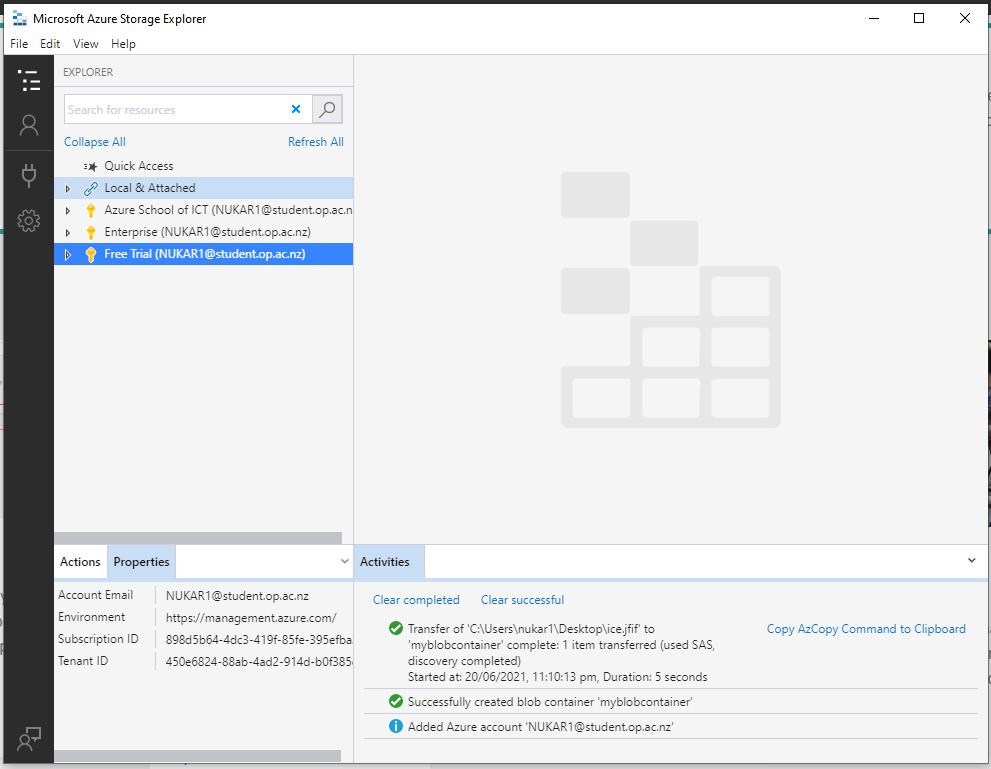 Microsoft Azure Storage Explorer
File Edit View Help
EXPLORER
Search for resources
Collapse All Refresh All
Quick Access
Local & Attached
Azure School of ICT (NUKAR1@student.op.ac.n
Enterprise (NUKAR1@student.op.ac.nz)
Free Trial (NUKAR1@student.op.ac.nz)
Actions Properties
Account Email NUKAR1@student.op.ac.nz
Environment https://management.azure.com/
Subscription ID 898d5b64-4dc3-419f-85fe-395efba
Tenant ID 450e6824-88ab-4ad2-914d-b0f385
Activities
Clear completed Clear successful
Transfer of 'C:\Users\nukar1\Desktop\ice.jfif' to
'myblobcontainer' complete: 1 item transferred (used SAS,
discovery completed)
Started at: 20/06/2021, 11:10:13 pm, Duration: 5 seconds
Copy AzCopy Command to Clipboard
Successfully created blob container 'myblobcontainer'
Added Azure account 'NUKAR1@student.op.ac.nz'